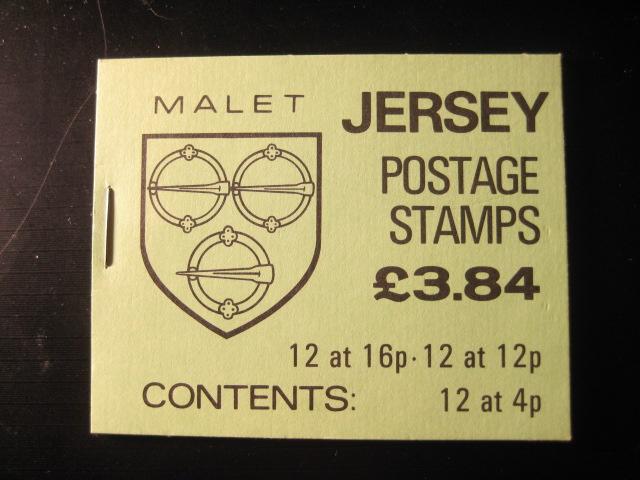 MALET
JERSEY
POSTAGE
STAMPS
£3.84
12 at 16p · 12 at 12p
CONTENTS: 12 at 4p